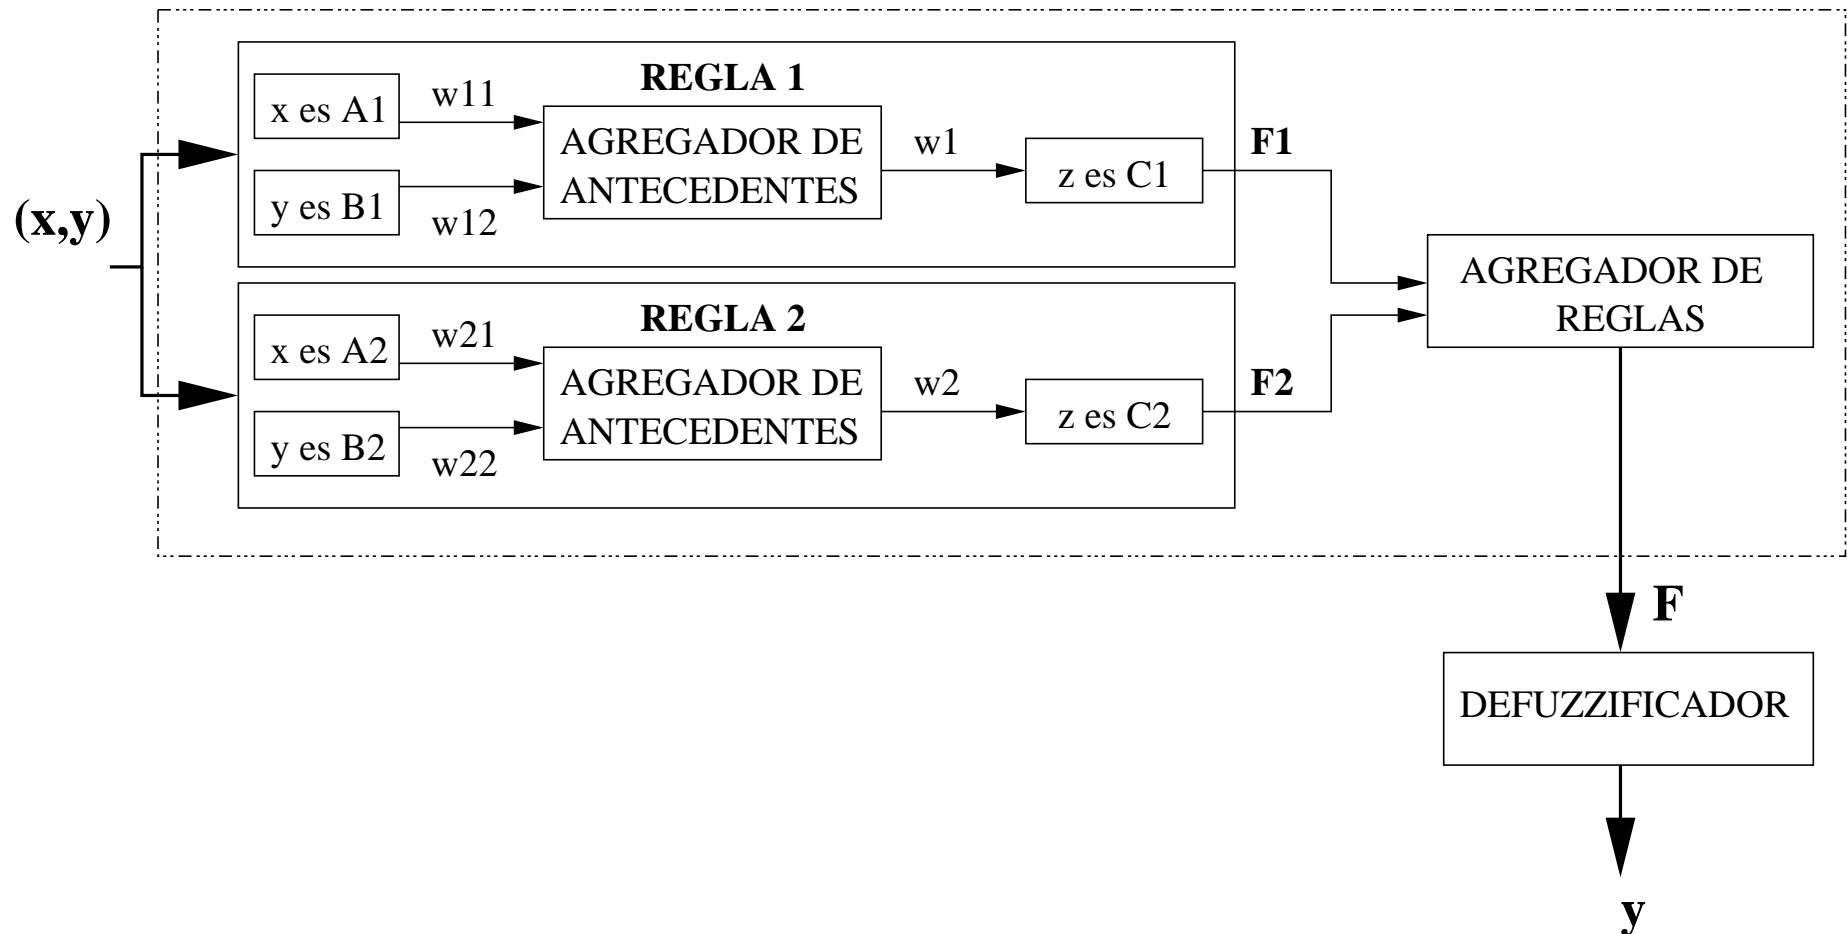 (x,y)
REGLA 1
x es A1
w11
y es B1
w12
AGREGADOR DE
ANTECEDENTES
w1
z es C1
F1
REGLA 2
x es A2
w21
y es B2
w22
AGREGADOR DE
ANTECEDENTES
w2
z es C2
F2
AGREGADOR DE
REGLAS
F
DEFUZZIFICADOR
y